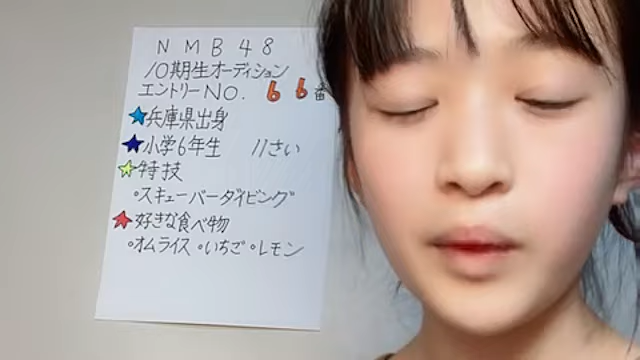 NMB48
10期生オーディション
エントリーNO. 66番
★兵庫県出身
★小学6年生 11さい
★特技
・スキューバーダイビング
★好きな食べ物
・オムライス ・いちご ・レモン